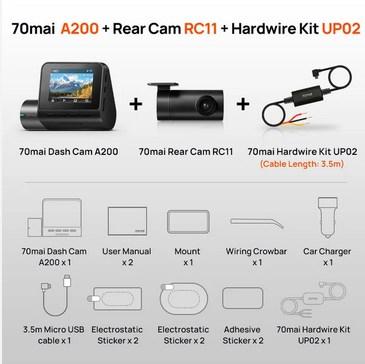 70mai A200 + Rear Cam RC11 + Hardwire Kit UP02
+ +
70mai Dash Cam A200 70mai Rear Cam RC11 70mai Hardwire Kit UP02
(Cable Length: 3.5m)
70mai Dash Cam User Manual Mount Wiring Crowbar Car Charger
A200 x 1 x 2 x 1 x 1 x 1
3.5m Micro USB Electrostatic Electrostatic Adhesive 70mai Hardwire Kit
cable x 1 Sticker x 2 Sticker x 2 Sticker x 2 UP02 x 1